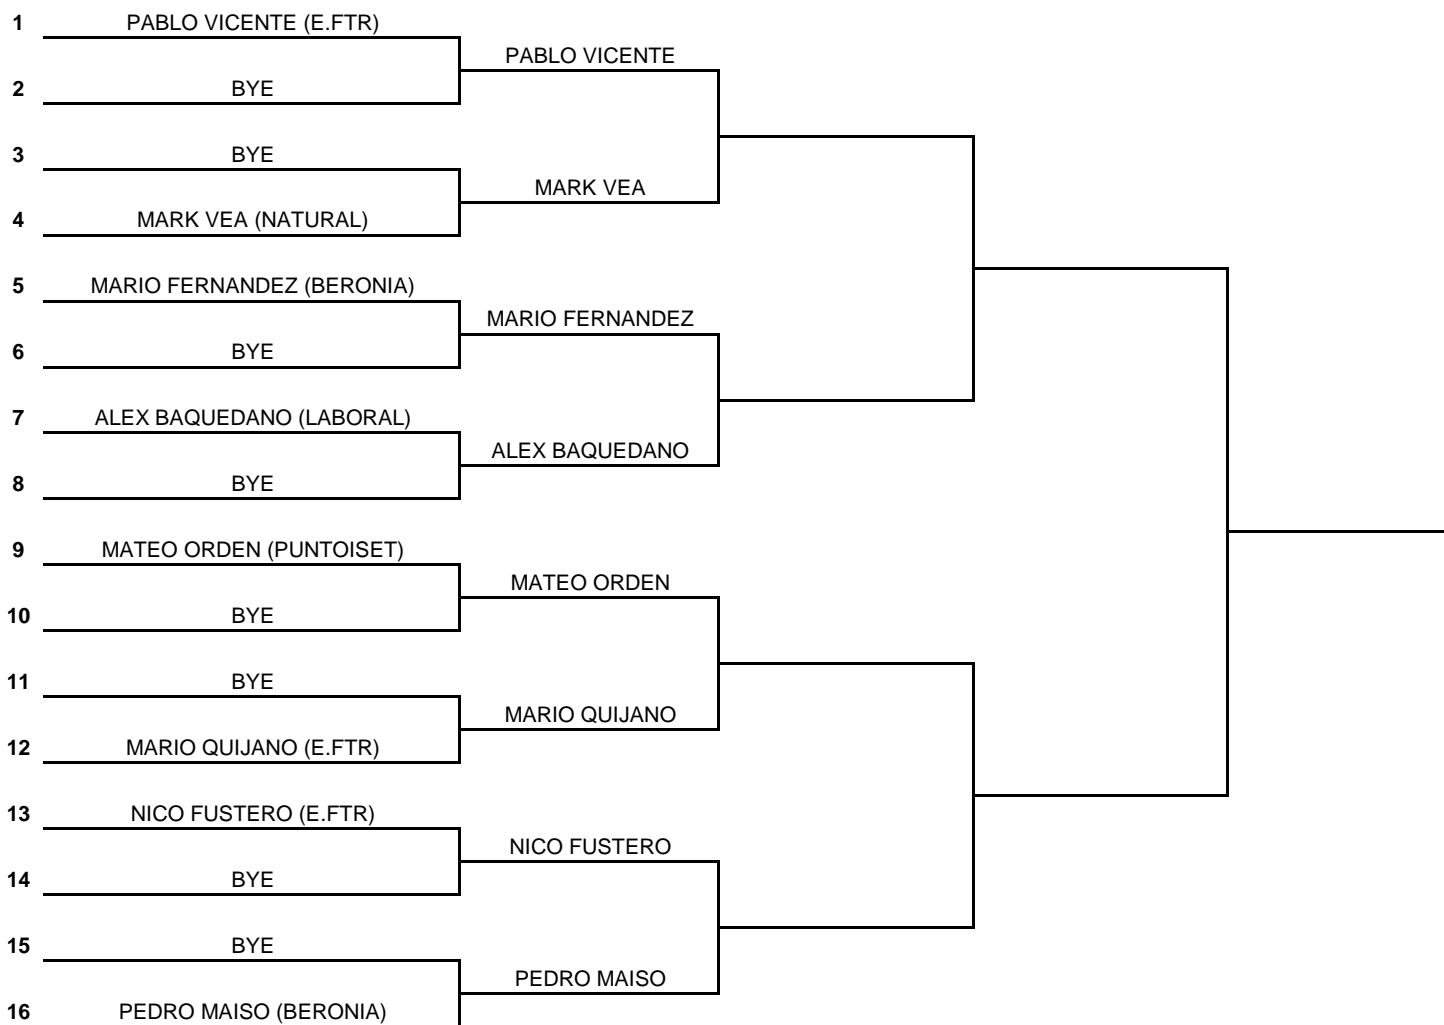 1 PABLO VICENTE (E.FTR)
PABLO VICENTE
2 BYE
3 BYE
MARK VEA
4 MARK VEA (NATURAL)
5 MARIO FERNANDEZ (BERONIA)
MARIO FERNANDEZ
6 BYE
7 ALEX BAQUEDANO (LABORAL)
ALEX BAQUEDANO
8 BYE
9 MATEO ORDEN (PUNTOISET)
MATEO ORDEN
10 BYE
11 BYE
MARIO QUIJANO
12 MARIO QUIJANO (E.FTR)
13 NICO FUSTERO (E.FTR)
NICO FUSTERO
14 BYE
15 BYE
PEDRO MAISO
16 PEDRO MAISO (BERONIA)